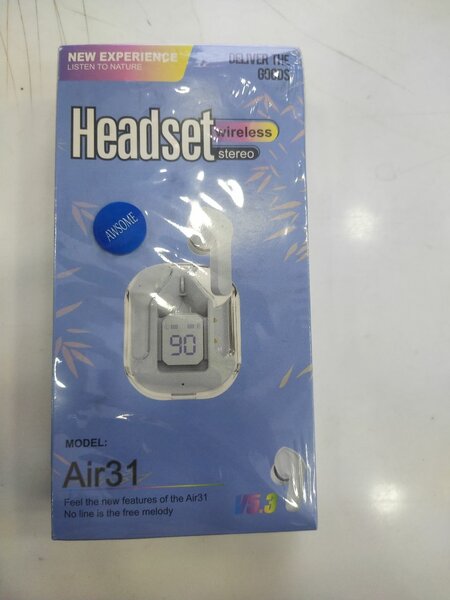 NEW EXPERIENCE
LISTEN TO NATURE
DELIVER THE
GOODS
Headset
wireless
stereo
AWSOME
90
MODEL:
Air31
Feel the new features of the Air31
No line is the free melody
V5.3